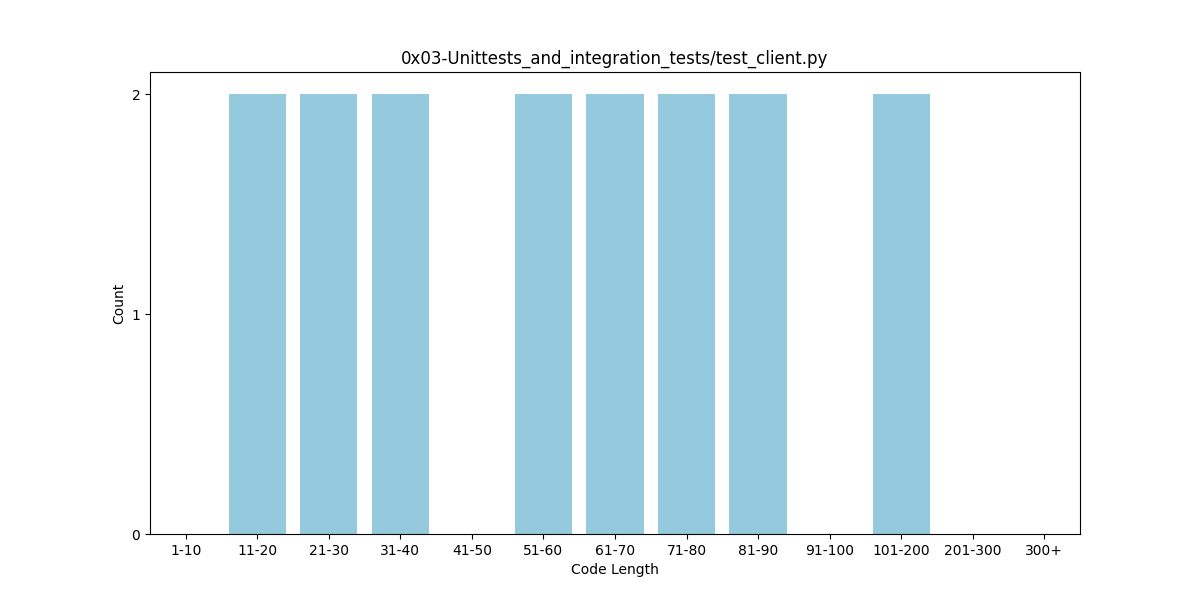 0x03-Unittests_and_integration_tests/test_client.py
2
1
0
Count
1-10 11-20 21-30 31-40 41-50 51-60 61-70 71-80 81-90 91-100 101-200 201-300 300+
Code Length